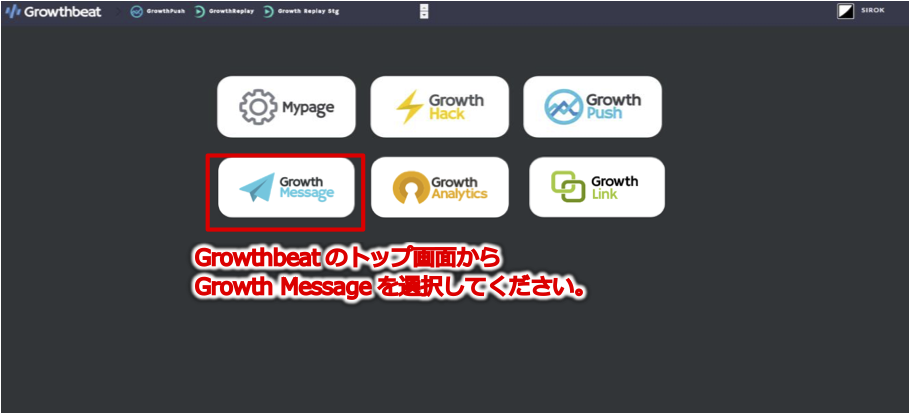 Growthbeat GrowthPush GrowthReplay Growth Replay Stg SIROK
Mypage
Growth
Hack
Growth
Push
Growth
Message
Growth
Analytics
Growth
Link
Growthbeat のトップ画面から
Growth Message を選択してください。